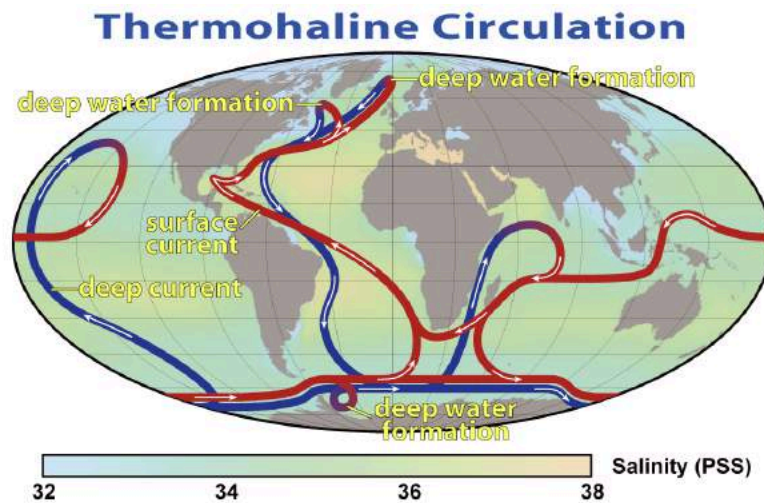 Thermohaline Circulation
deep water formation
deep water formation
surface
current
deep current
deep water
formation
Salinity (PSS)
32 34 36 38